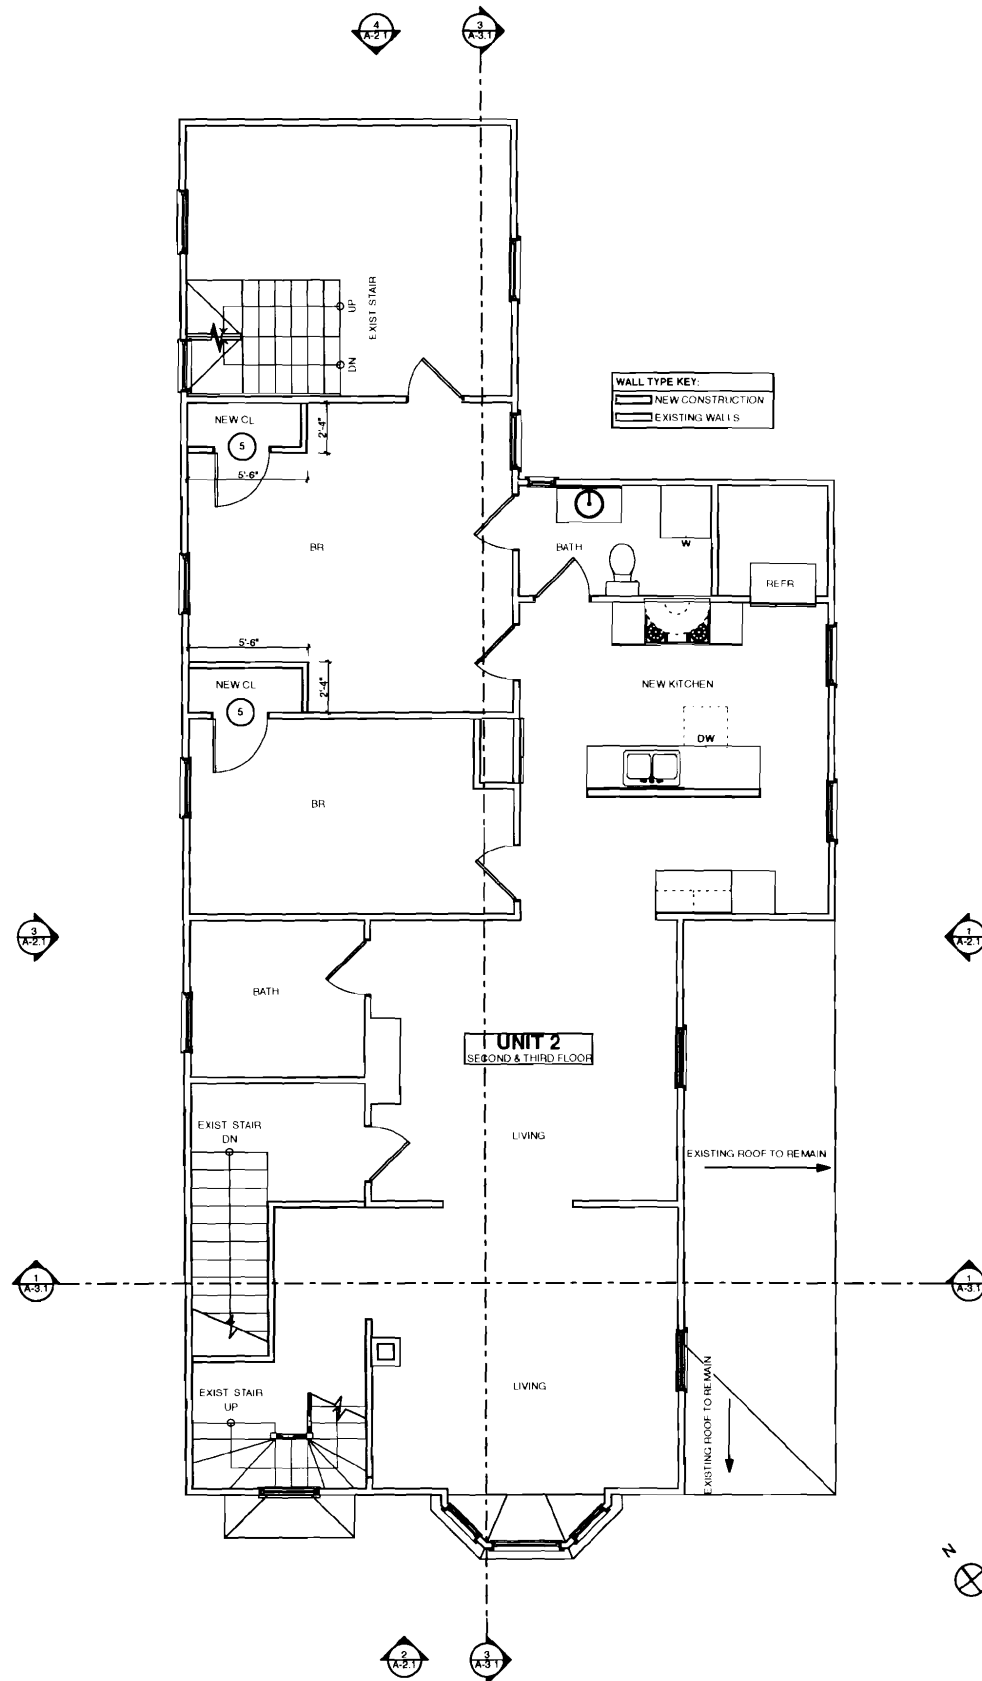 4
A-2.1
3
A-3.1
UP
EXIST STAIR
DN
WALL TYPE KEY:
NEW CONSTRUCTION
EXISTING WALLS
NEW CL
5
2'-4"
5'-6"
BR
BATH
W
REFR
5'-6"
NEW CL
5
2'-4"
NEW KITCHEN
DW
BR
3
A-2.1
1
A-2.1
BATH
UNIT 2
SECOND & THIRD FLOOR
EXIST STAIR
DN
LIVING
EXISTING ROOF TO REMAIN
1
A-3.1
1
A-3.1
EXIST STAIR
UP
LIVING
EXISTING ROOF TO REMAIN
N
2
A-2.1
3
A-3.1